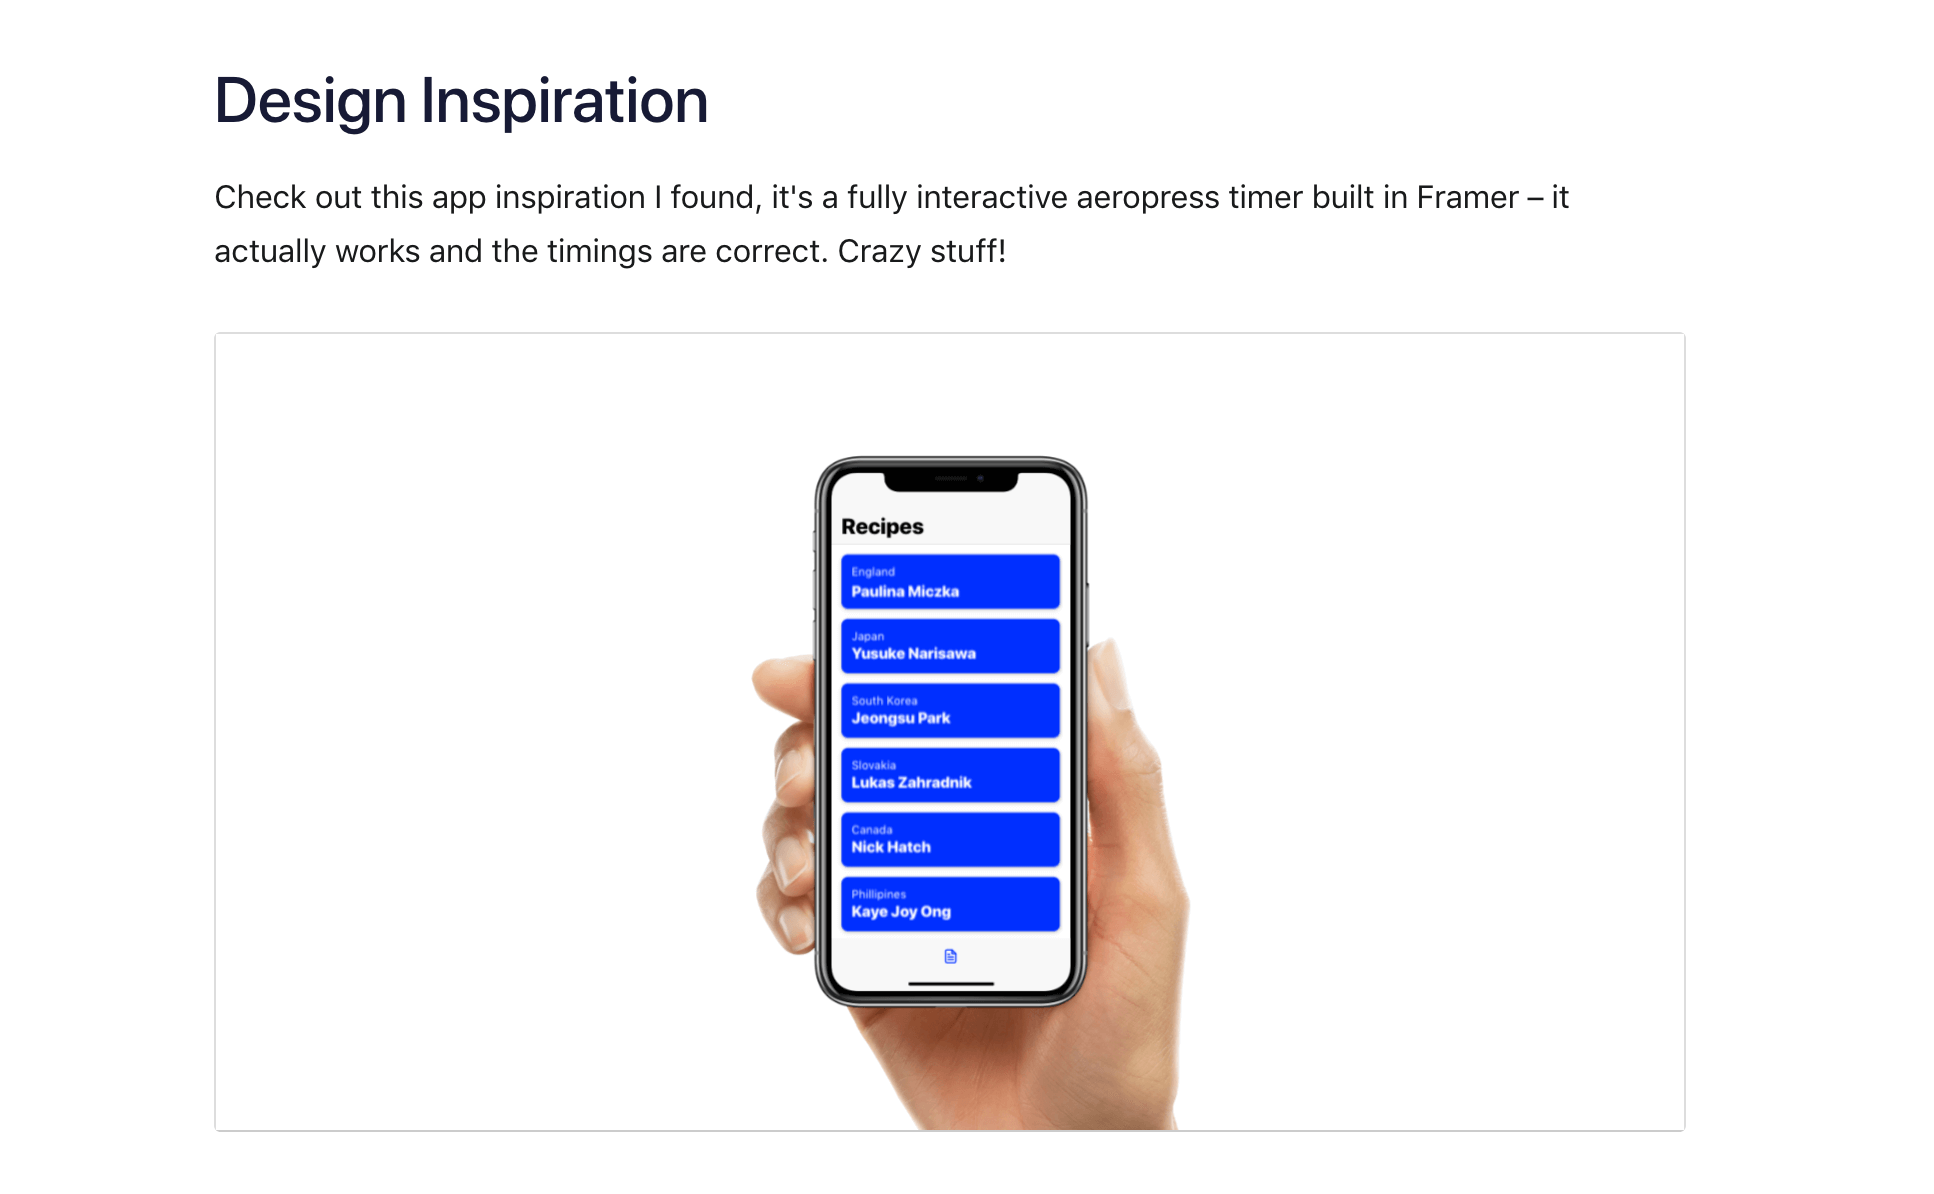 Design Inspiration
Check out this app inspiration I found, it's a fully interactive aeropress timer built in Framer – it
actually works and the timings are correct. Crazy stuff!
Recipes
England
Paulina Miczka
Japan
Yusuke Narisawa
South Korea
Jeongsu Park
Slovakia
Lukas Zahradnik
Canada
Nick Hatch
Phillipines
Kaye Joy Ong